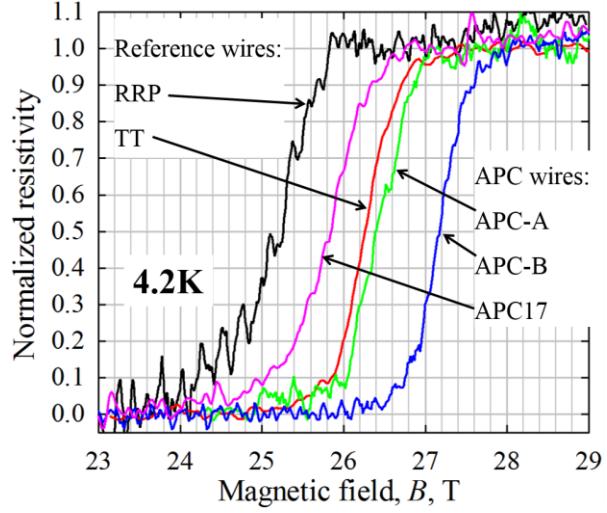 Normalized resistivity
1.1
1.0
0.9
0.8
0.7
0.6
0.5
0.4
0.3
0.2
0.1
0.0
Reference wires:
RRP
TT
4.2K
APC wires:
APC-A
APC-B
APC17
23 24 25 26 27 28 29
Magnetic field, B, T